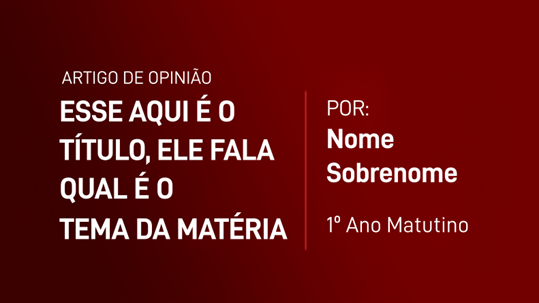 ARTIGO DE OPINIÃO
ESSE AQUI É O
TÍTULO, ELE FALA
QUAL É O
TEMA DA MATÉRIA
POR:
Nome
Sobrenome
1º Ano Matutino